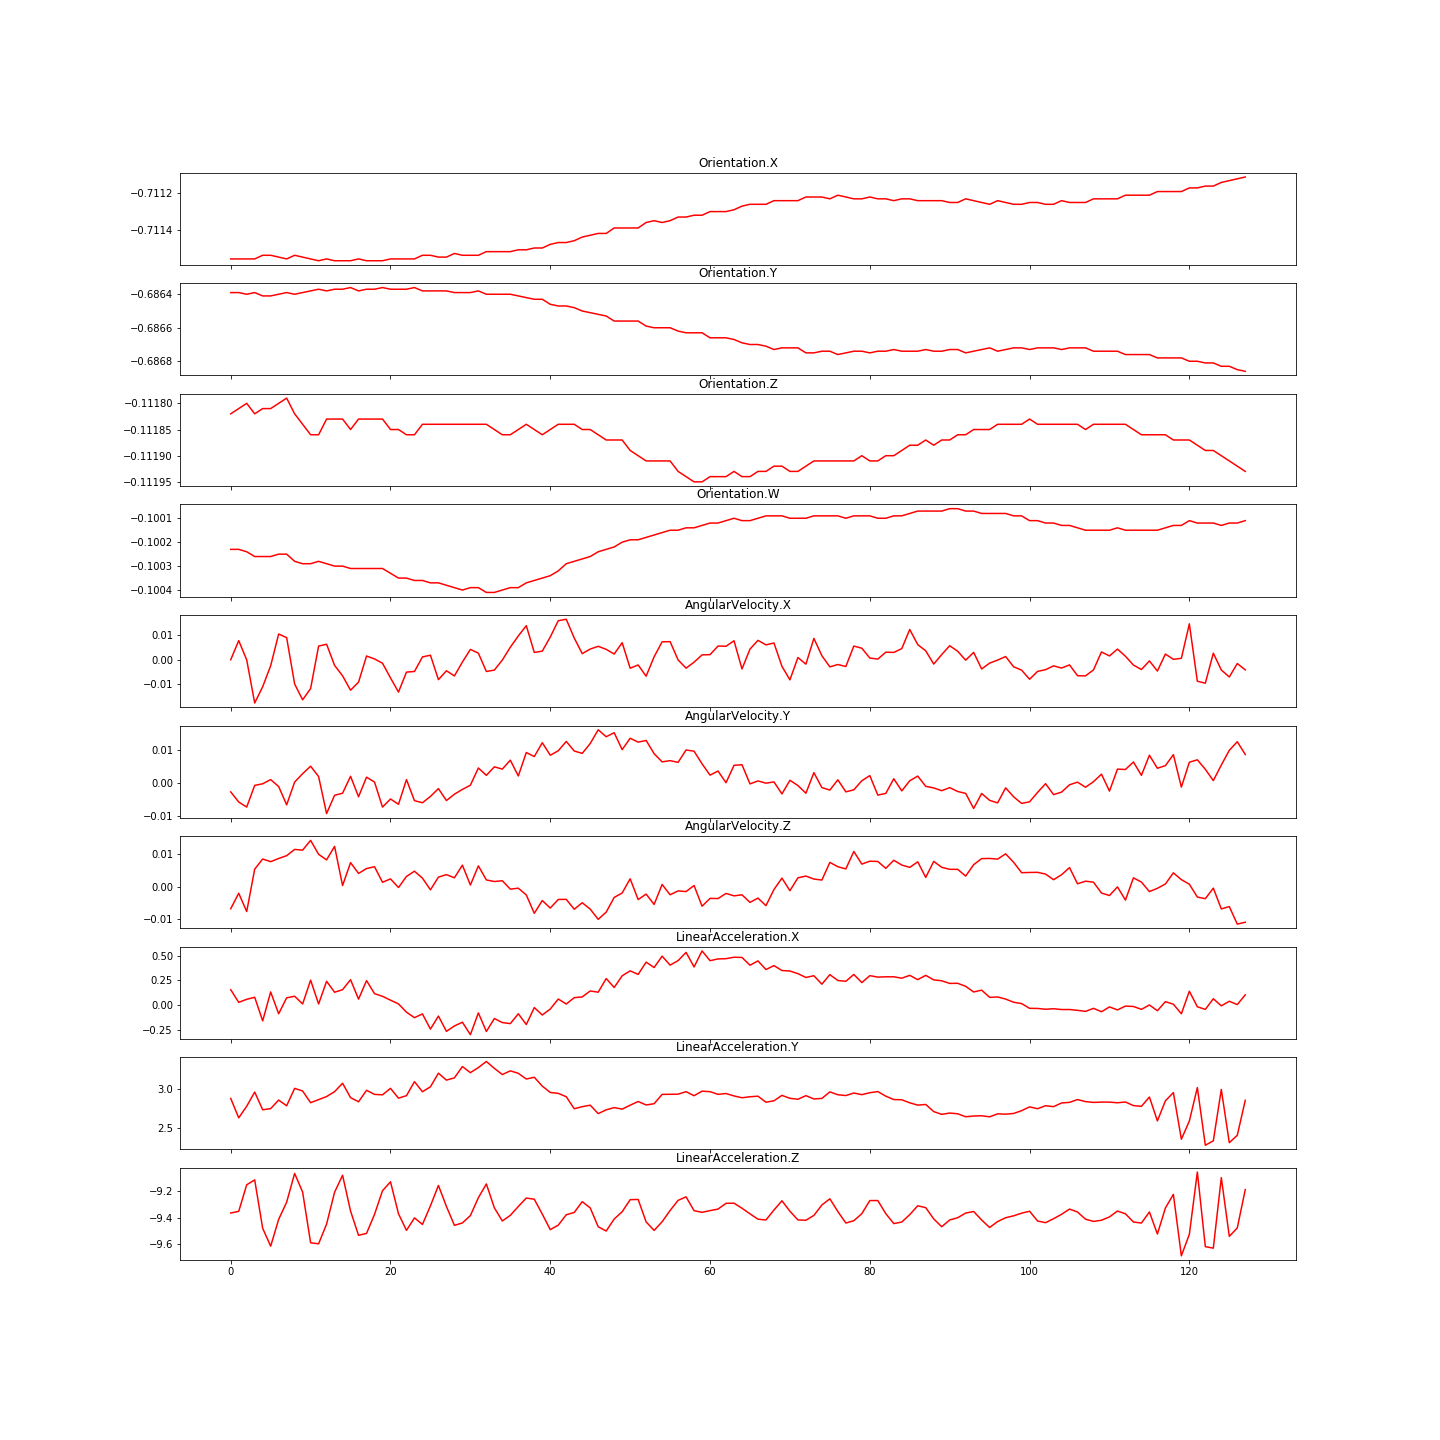 Orientation.X
−0.7112
−0.7114
Orientation.Y
−0.6864
−0.6866
−0.6868
Orientation.Z
−0.11180
−0.11185
−0.11190
−0.11195
Orientation.W
−0.1001
−0.1002
−0.1003
−0.1004
AngularVelocity.X
0.01
0.00
−0.01
AngularVelocity.Y
0.01
0.00
−0.01
AngularVelocity.Z
0.01
0.00
−0.01
LinearAcceleration.X
0.50
0.25
0.00
−0.25
LinearAcceleration.Y
3.0
2.5
LinearAcceleration.Z
−9.2
−9.4
−9.6
0 20 40 60 80 100 120